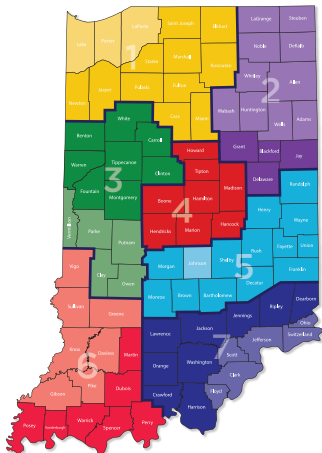 LaGrange
Steuben
Saint Joseph
Elkhart
LaPorte
Lake
Porter
Noble
DeKalb
Marshall
Kosciusko
Starke
1
Whitley
Allen
2
Jasper
Pulaski
Fulton
Newton
Wabash
Huntington
Cass
Miami
Wells
Adams
White
Carroll
Benton
Grant
Blackford
Jay
Howard
Tippecanoe
Warren
Clinton
Tipton
Delaware
Randolph
3
Madison
Fountain
Montgomery
Boone
Hamilton
4
Henry
Wayne
Vermillion
Parke
Putnam
Hendricks
Marion
Hancock
Rush
Fayette
Union
Vigo
Clay
Owen
Morgan
Johnson
Shelby
5
Franklin
Decatur
Monroe
Brown
Bartholomew
Sullivan
Greene
Ripley
Dearborn
Jennings
Ohio
Lawrence
Jackson
Switzerland
Knox
Daviess
Martin
Jefferson
7
Scott
6
Orange
Washington
Clark
Gibson
Pike
Dubois
Floyd
Crawford
Harrison
Posey
Vanderburgh
Warrick
Spencer
Perry